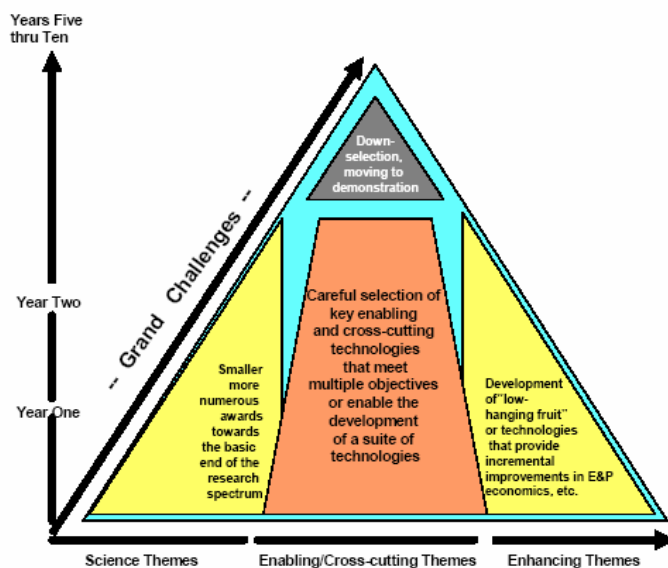 Years Five
thru Ten
Down-
selection,
moving to
demonstration
-- Grand Challenges --
Year Two
Year One
Smaller
more
numerous
awards
towards
the basic
end of the
research
spectrum
Careful selection of
key enabling
and cross-cutting
technologies
that meet
multiple objectives
or enable the
development
of a suite of
technologies
Development
of"low-
hanging fruit"
or technologies
that provide
incremental
improvements in E&P
economics, etc.
Science Themes
Enabling/Cross-cutting Themes
Enhancing Themes